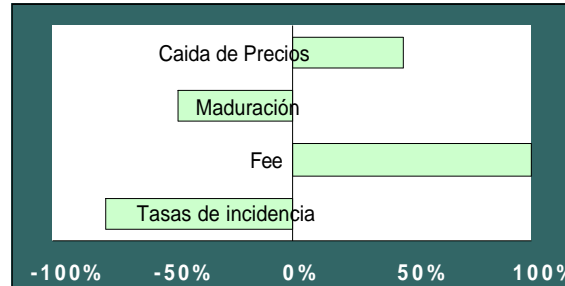 Caida de Precios
Maduración
Fee
Tasas de incidencia
-100% -50% 0% 50% 100%